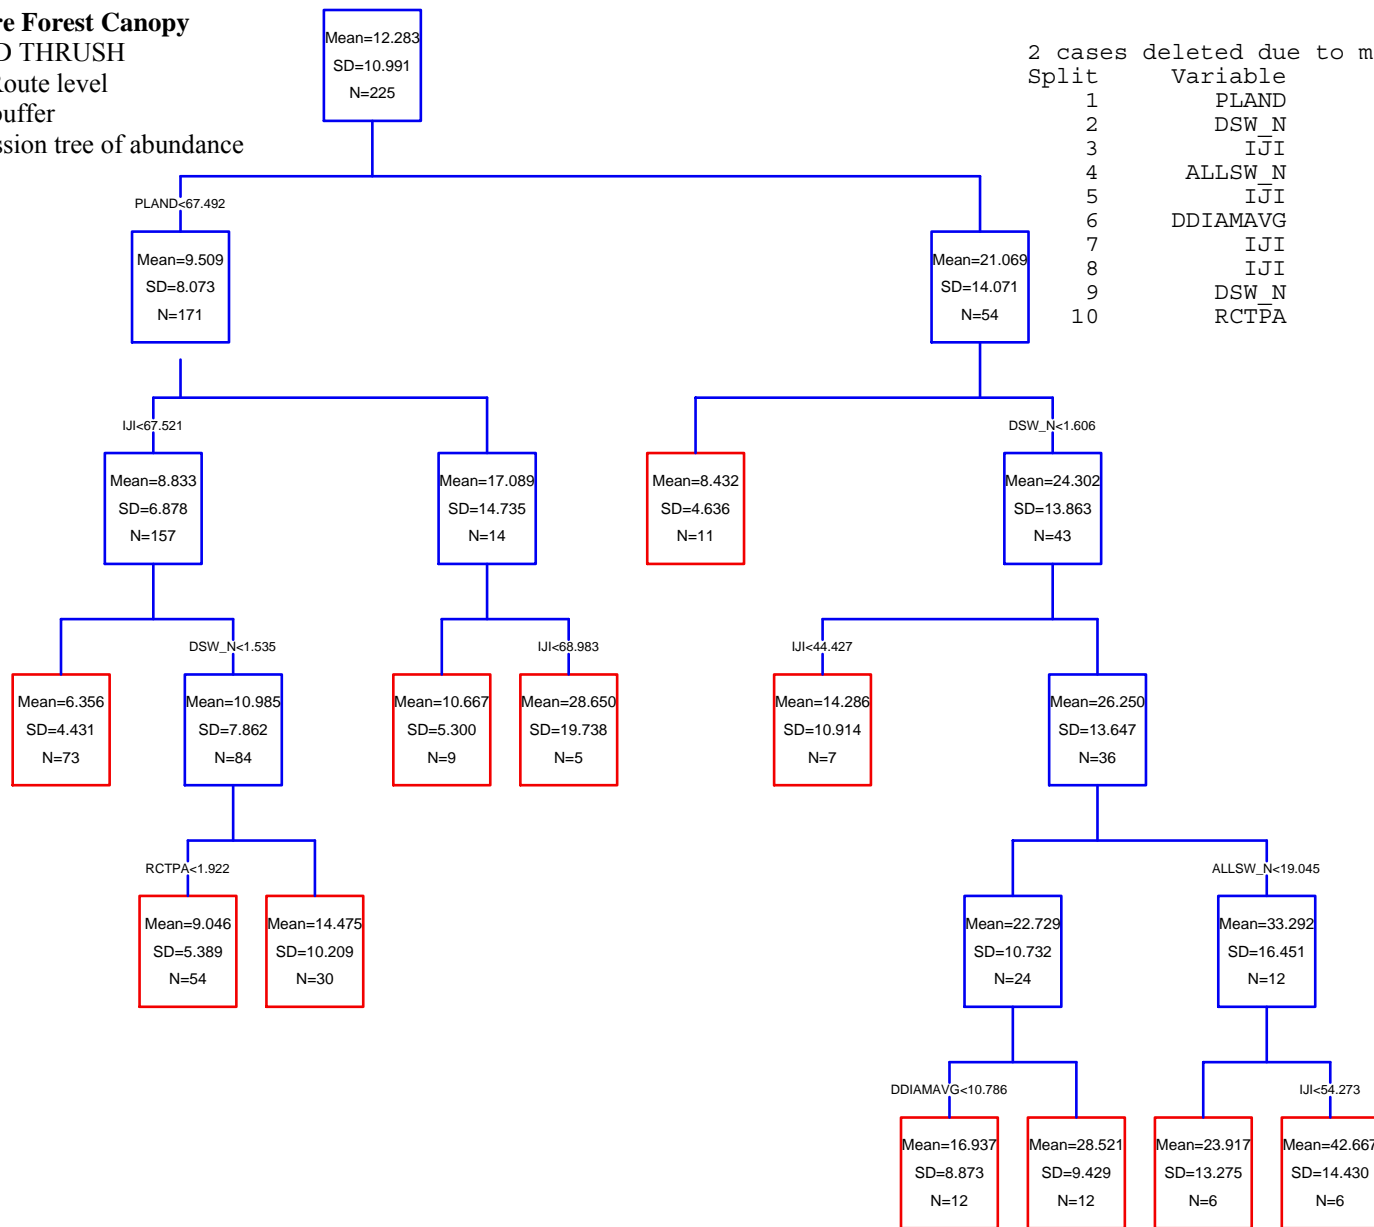 re Forest Canopy
D THRUSH
Route level
buffer
ssion tree of abundance
2 cases deleted due to m
Split Variable
1 PLAND
2 DSW_N
3 IJI
4 ALLSW_N
5 IJI
6 DDIAMAVG
7 IJI
8 IJI
9 DSW_N
10 RCTPA
Mean=12.283
SD=10.991
N=225
PLAND<67.492
Mean=9.509
SD=8.073
N=171
Mean=21.069
SD=14.071
N=54
IJI<67.521
DSW_N<1.606
Mean=8.833
SD=6.878
N=157
Mean=17.089
SD=14.735
N=14
Mean=8.432
SD=4.636
N=11
Mean=24.302
SD=13.863
N=43
DSW_N<1.535
IJI<68.983
IJI<44.427
Mean=6.356
SD=4.431
N=73
Mean=10.985
SD=7.862
N=84
Mean=10.667
SD=5.300
N=9
Mean=28.650
SD=19.738
N=5
Mean=14.286
SD=10.914
N=7
Mean=26.250
SD=13.647
N=36
RCTPA<1.922
ALLSW_N<19.045
Mean=9.046
SD=5.389
N=54
Mean=14.475
SD=10.209
N=30
Mean=22.729
SD=10.732
N=24
Mean=33.292
SD=16.451
N=12
DDIAMAVG<10.786
IJI<54.273
Mean=16.937
SD=8.873
N=12
Mean=28.521
SD=9.429
N=12
Mean=23.917
SD=13.275
N=6
Mean=42.667
SD=14.430
N=6